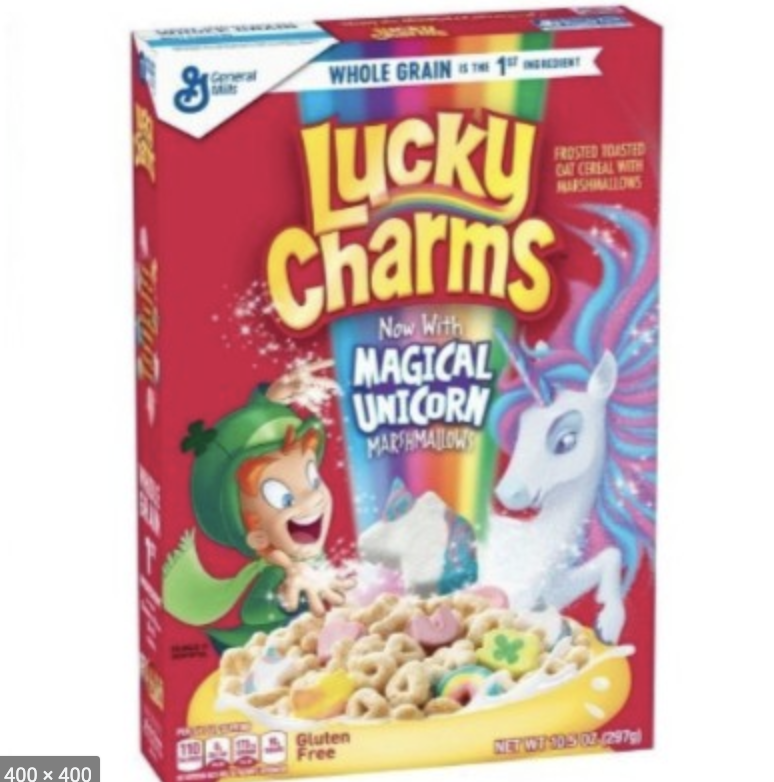 General
Mills
WHOLE GRAIN IS THE 1ST INGREDIENT
Lucky
Charms
FROSTED TOASTED
OAT CEREAL WITH
MARSHMALLOWS
Now With
MAGICAL
UNICORN
MARSHMALLOWS
110
Gluten
Free
NET WT 10.5 OZ (297g)
400 × 400